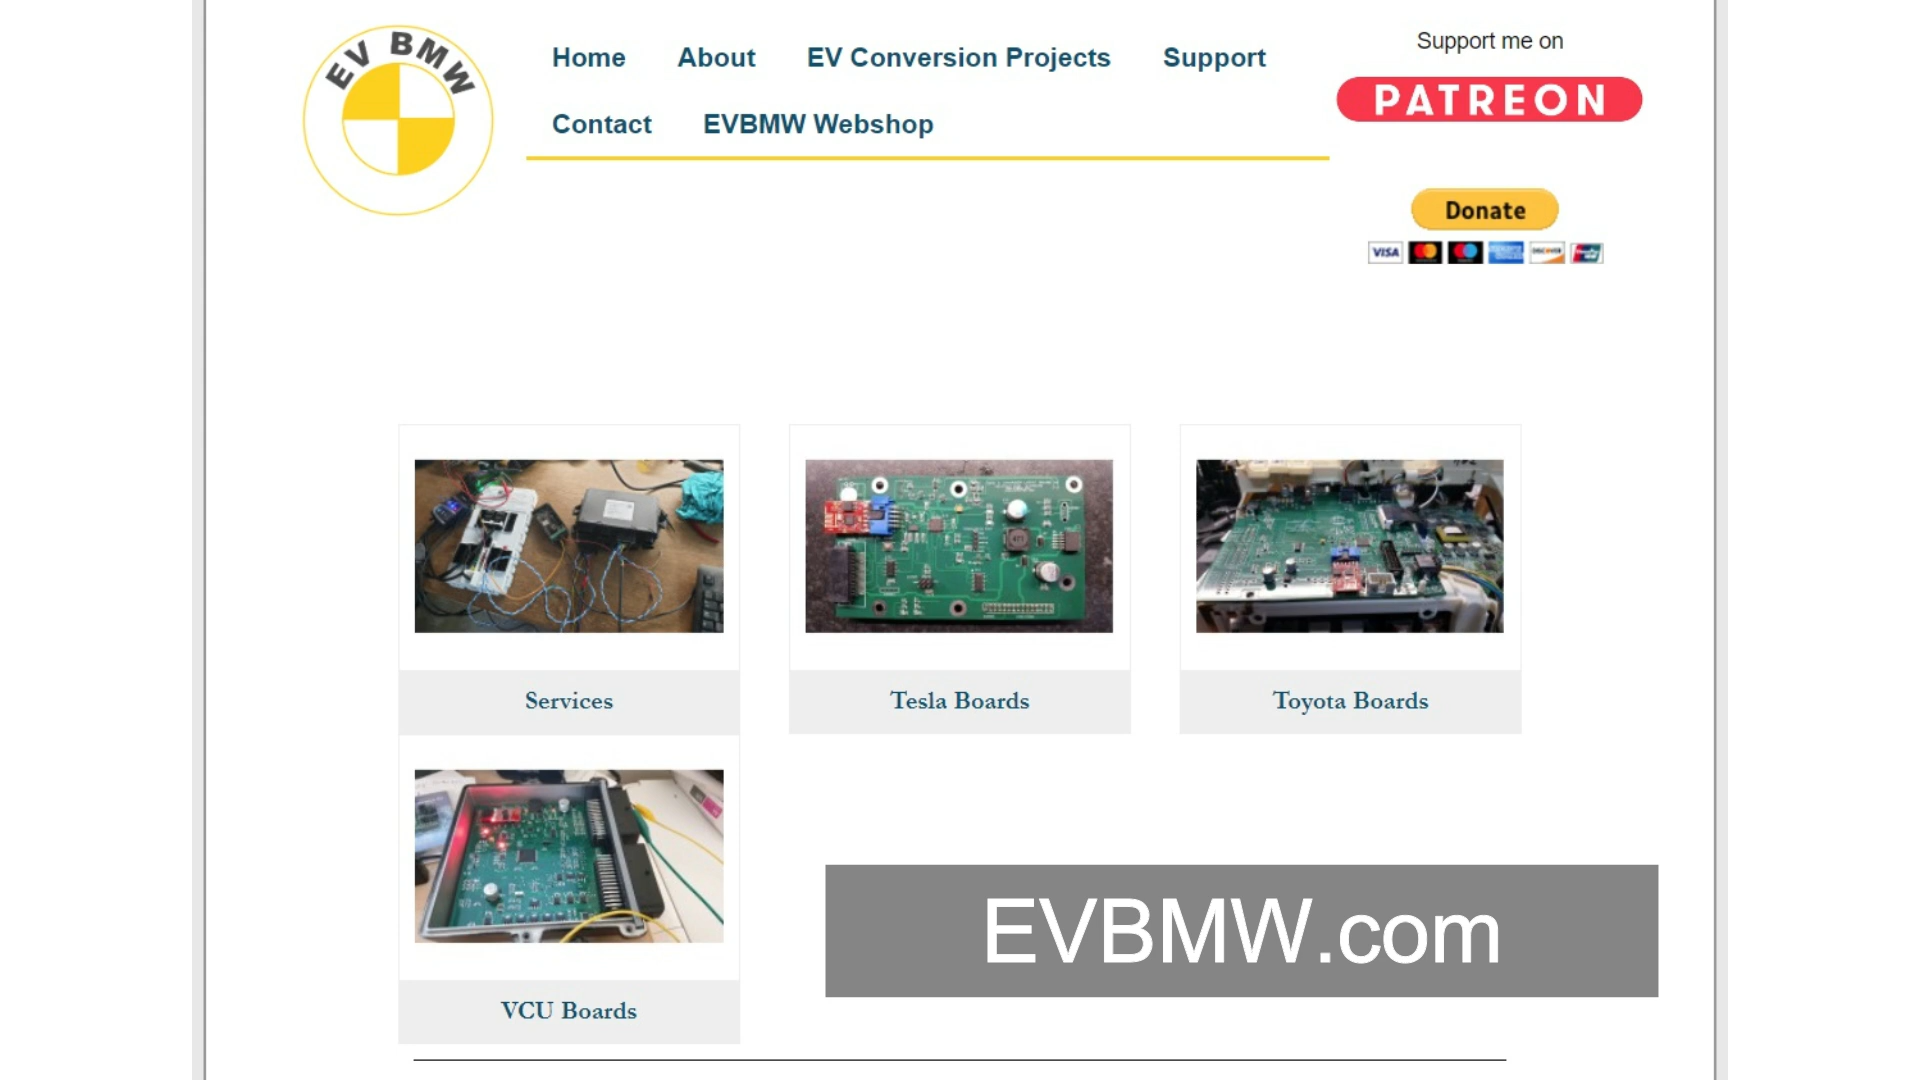 EV BMW
Home About EV Conversion Projects Support
Contact EVBMW Webshop
Support me on
PATREON
Donate
VISA
DISCOVER
Services
Tesla Boards
Toyota Boards
VCU Boards
EVBMW.com